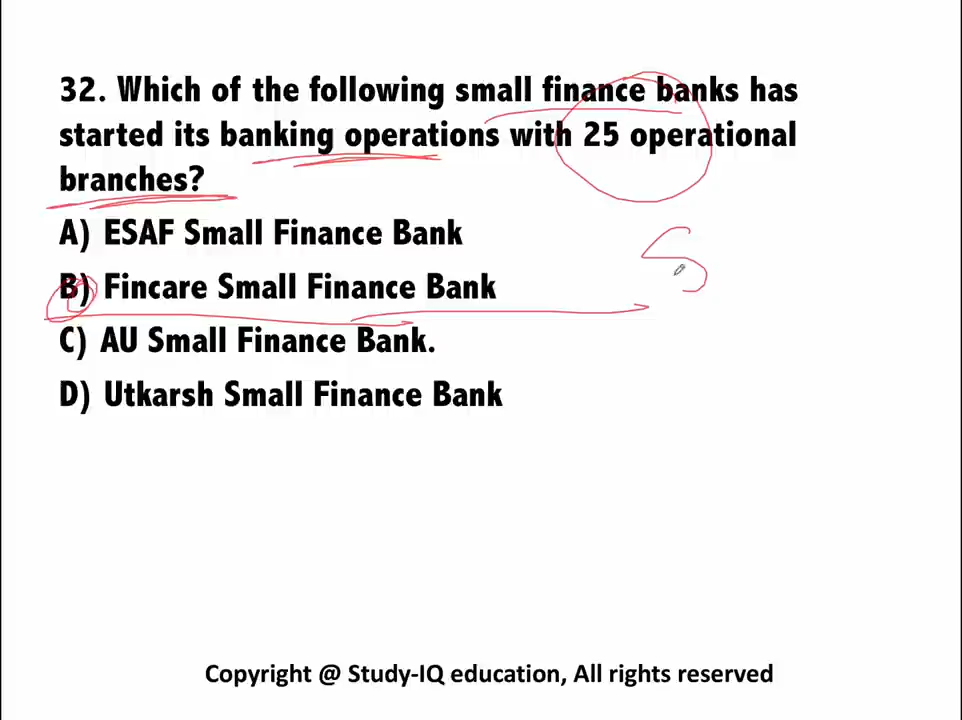 32. Which of the following small finance banks has
started its banking operations with 25 operational
branches?
A) ESAF Small Finance Bank
B) Fincare Small Finance Bank
S
C) AU Small Finance Bank.
D) Utkarsh Small Finance Bank
Copyright @ Study-IQ education, All rights reserved